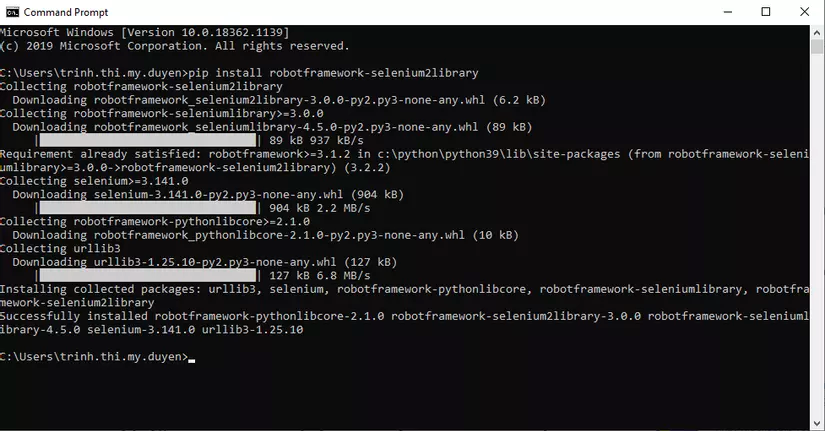 Command Prompt
Microsoft Windows [Version 10.0.18362.1139]
(c) 2019 Microsoft Corporation. All rights reserved.
C:\Users\trinh.thi.my.duyen>pip install robotframework-selenium2library
Collecting robotframework-selenium2library
  Downloading robotframework_selenium2library-3.0.0-py2.py3-none-any.whl (6.2 kB)
Collecting robotframework-seleniumlibrary>=3.0.0
  Downloading robotframework_seleniumlibrary-4.5.0-py2.py3-none-any.whl (89 kB)
     |████████████████████████████████| 89 kB 937 kB/s
Requirement already satisfied: robotframework>=3.1.2 in c:\python\python39\lib\site-packages (from robotframework-seleni
umlibrary>=3.0.0->robotframework-selenium2library) (3.2.2)
Collecting selenium>=3.141.0
  Downloading selenium-3.141.0-py2.py3-none-any.whl (904 kB)
     |████████████████████████████████| 904 kB 2.2 MB/s
Collecting robotframework-pythonlibcore>=2.1.0
  Downloading robotframework_pythonlibcore-2.1.0-py2.py3-none-any.whl (10 kB)
Collecting urllib3
  Downloading urllib3-1.25.10-py2.py3-none-any.whl (127 kB)
     |████████████████████████████████| 127 kB 6.8 MB/s
Installing collected packages: urllib3, selenium, robotframework-pythonlibcore, robotframework-seleniumlibrary, robotfra
mework-selenium2library
Successfully installed robotframework-pythonlibcore-2.1.0 robotframework-selenium2library-3.0.0 robotframework-seleniuml
ibrary-4.5.0 selenium-3.141.0 urllib3-1.25.10
C:\Users\trinh.thi.my.duyen>